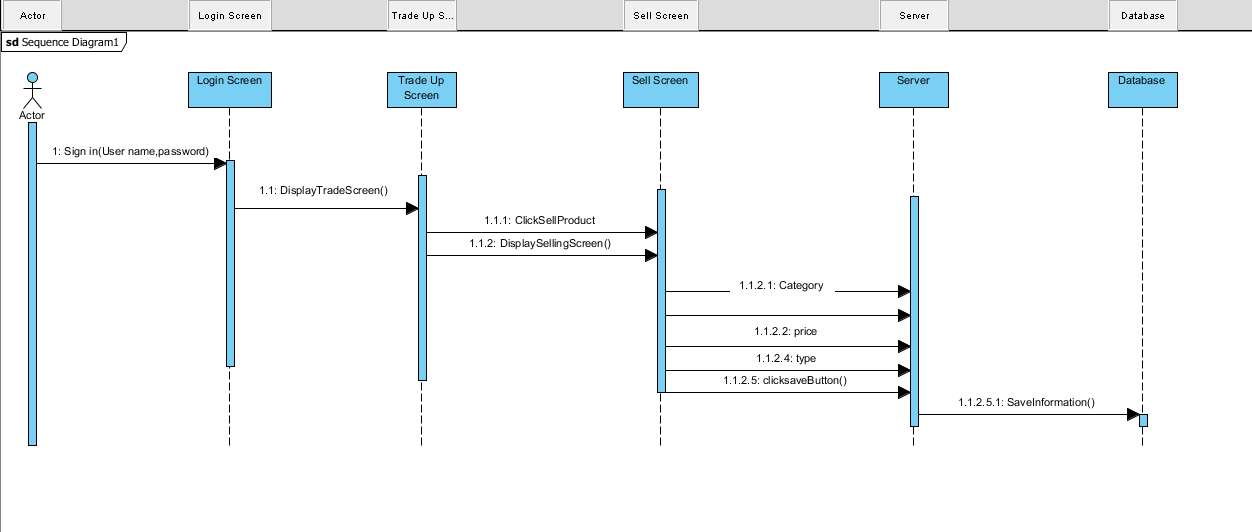 Actor Login Screen Trade Up S... Sell Screen Server Database
sd Sequence Diagram1
Login Screen Trade Up Sell Screen Server Database
Screen
Actor
1: Sign in(User name,password)
1.1: DisplayTradeScreen()
1.1.1: ClickSellProduct
1.1.2: DisplaySellingScreen()
1.1.2.1: Category
1.1.2.2: price
1.1.2.4: type
1.1.2.5: clicksaveButton()
1.1.2.5.1: SaveInformation()